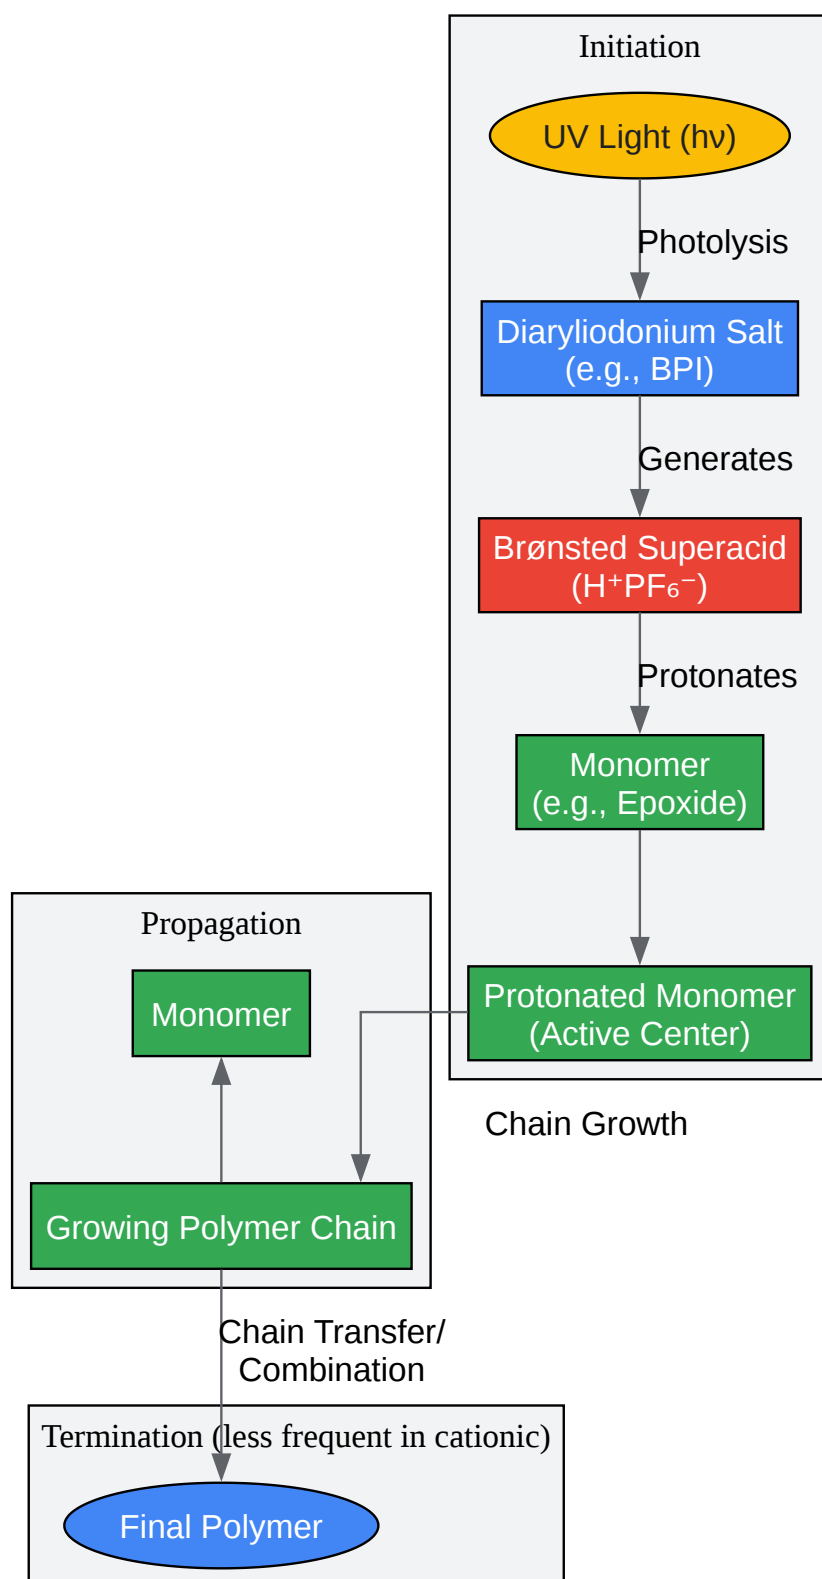 Initiation
UV Light (hν)
Photolysis
Diaryliodonium Salt
(e.g., BPI)
Generates
Brønsted Superacid
(H⁺PF₆⁻)
Protonates
Monomer
(e.g., Epoxide)
Protonated Monomer
(Active Center)
Chain Growth
Propagation
Monomer
Growing Polymer Chain
Chain Transfer/
Combination
Termination (less frequent in cationic)
Final Polymer